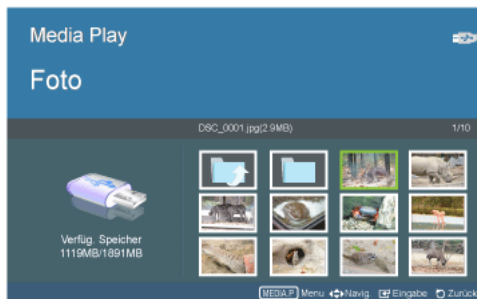 Media Play
Foto
DSC_0001.jpg(2.9MB) 1/10
Verfüg. Speicher
1119MB/1891MB
MEDIA.P Menu Navig Eingabe Zurück